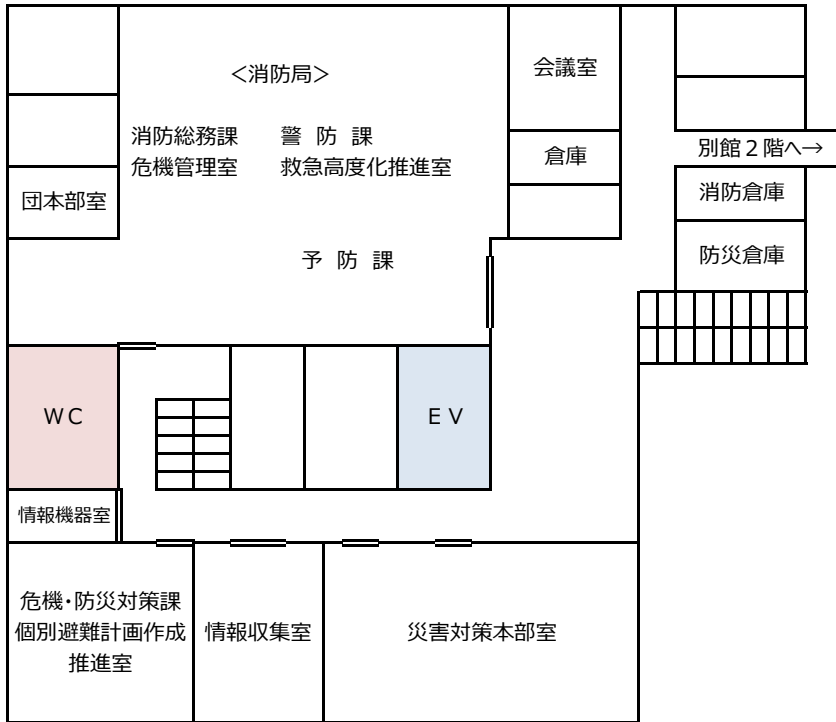 <消防局>
会議室
消防総務課 警防課
危機管理室 救急高度化推進室
倉庫
別館2階へ→
団本部室
消防倉庫
予防課
防災倉庫
WC
EV
情報機器室
危機・防災対策課
個別避難計画作成
推進室
情報収集室
災害対策本部室